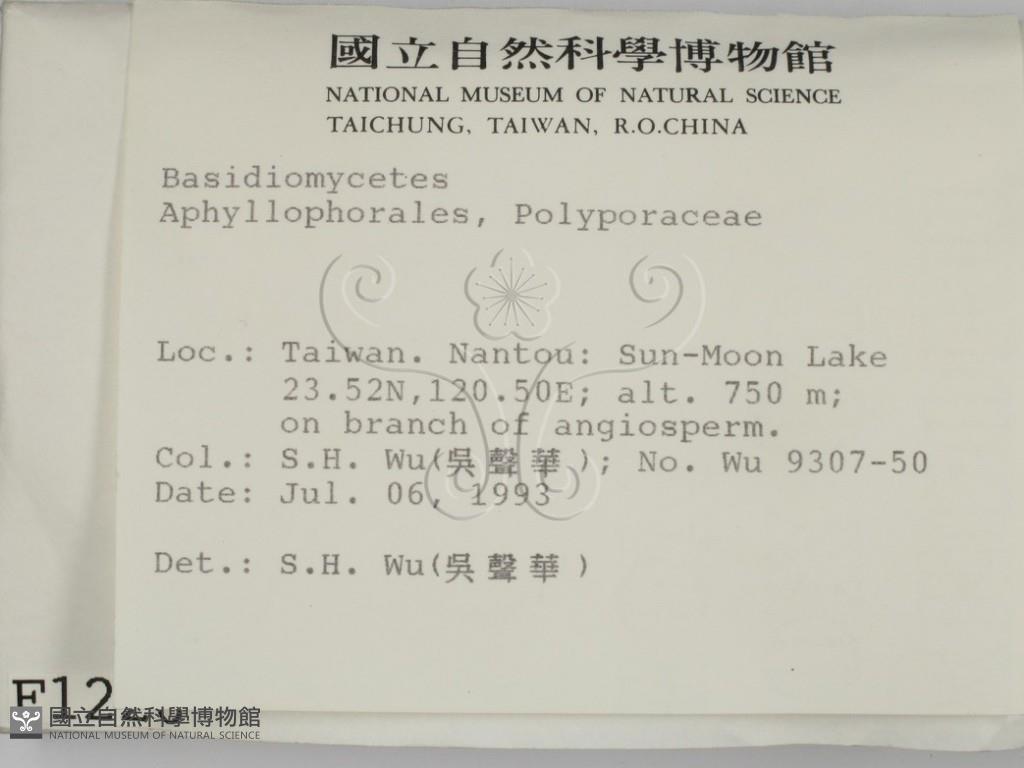 國立自然科學博物館
NATIONAL MUSEUM OF NATURAL SCIENCE
TAICHUNG, TAIWAN, R.O.CHINA
Basidiomycetes
Aphyllophorales, Polyporaceae
Loc.: Taiwan. Nantou: Sun-Moon Lake
23.52N,120.50E; alt. 750 m;
on branch of angiosperm.
Col.: S.H. Wu(吳聲華); No. Wu 9307-50
Date: Jul. 06, 1993
Det.: S.H. Wu(吳聲華)
國立自然科學博物館
NATIONAL MUSEUM OF NATURAL SCIENCE